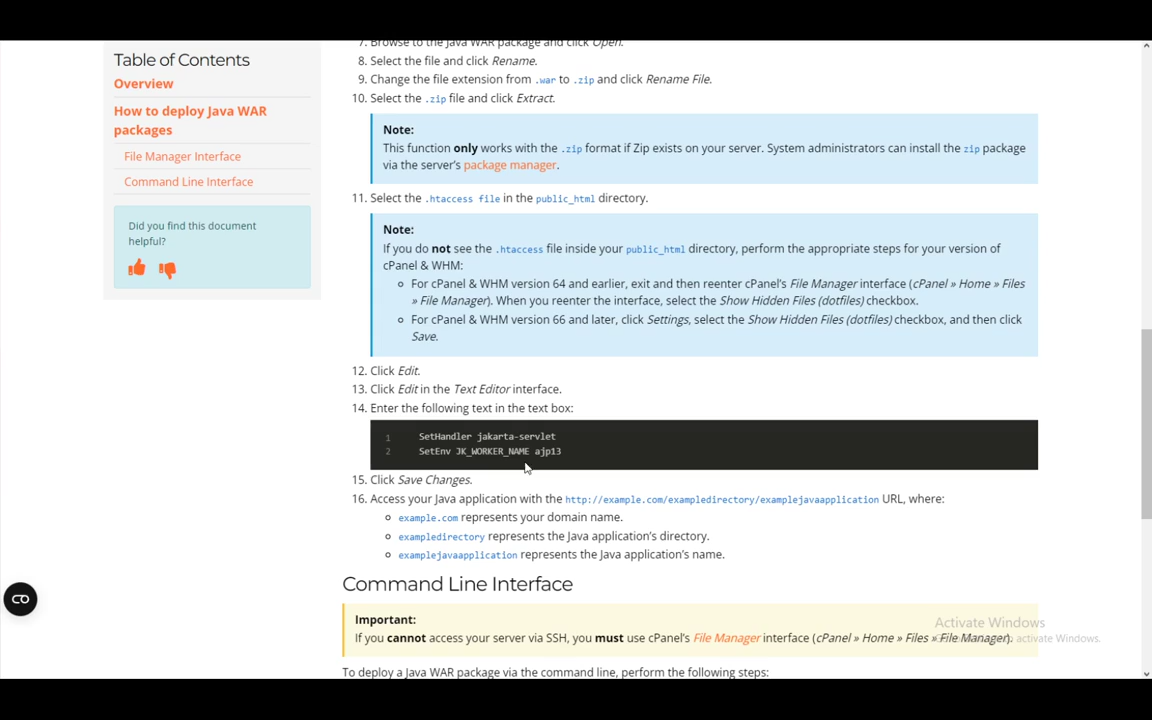 Table of Contents
Overview
How to deploy Java WAR
packages
File Manager Interface
Command Line Interface
Did you find this document
helpful?
7. Browse to the Java WAR package and click Open.
8. Select the file and click Rename.
9. Change the file extension from .war to .zip and click Rename File.
10. Select the .zip file and click Extract.
Note:
This function only works with the .zip format if Zip exists on your server. System administrators can install the zip package
via the server's package manager.
11. Select the .htaccess file in the public_html directory.
Note:
If you do not see the .htaccess file inside your public_html directory, perform the appropriate steps for your version of
cPanel & WHM:
For cPanel & WHM version 64 and earlier, exit and then reenter cPanel's File Manager interface (cPanel » Home » Files
» File Manager). When you reenter the interface, select the Show Hidden Files (dotfiles) checkbox.
For cPanel & WHM version 66 and later, click Settings, select the Show Hidden Files (dotfiles) checkbox, and then click
Save.
12. Click Edit.
13. Click Edit in the Text Editor interface.
14. Enter the following text in the text box:
1 SetHandler jakarta-servlet
2 SetEnv JK_WORKER_NAME ajp13
15. Click Save Changes.
16. Access your Java application with the http://example.com/exampledirectory/examplejavaapplication URL, where:
example.com represents your domain name.
exampledirectory represents the Java application's directory.
examplejavaapplication represents the Java application's name.
Command Line Interface
Important:
If you cannot access your server via SSH, you must use cPanel's File Manager interface (cPanel » Home » Files » File Manager).
To deploy a Java WAR package via the command line, perform the following steps:
Activate Windows
activate Windows.